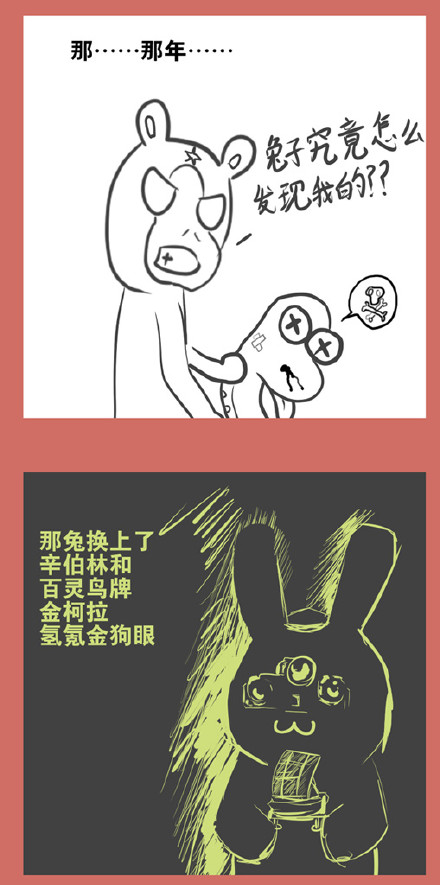 那……那年……
兔子究竟怎么
发现我的??
那兔换上了
辛伯林和
百灵鸟牌
金柯拉
氢氪金狗眼